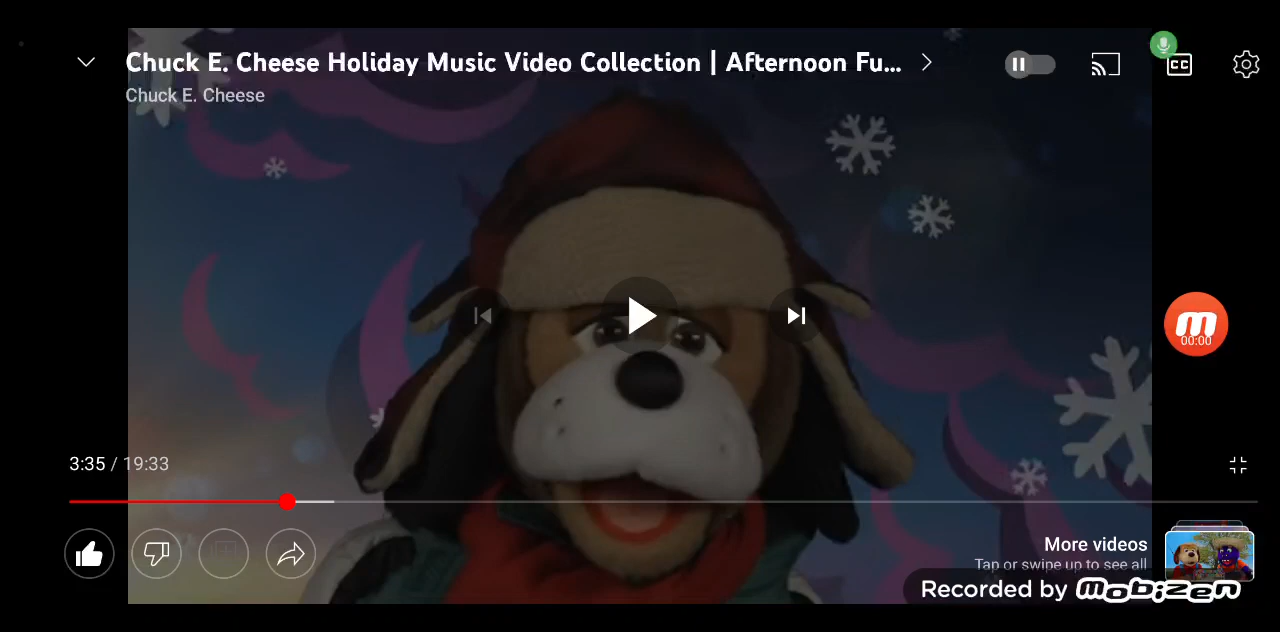 Chuck E. Cheese Holiday Music Video Collection | Afternoon Fu...
Chuck E. Cheese
CC
m
00:00
3:35 / 19:33
More videos
Tap or swipe up to see all
Recorded by mobizen